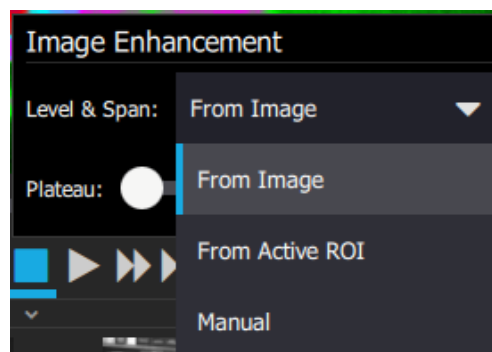 Image Enhancement
Level & Span: From Image
Plateau: From Image
From Active ROI
Manual